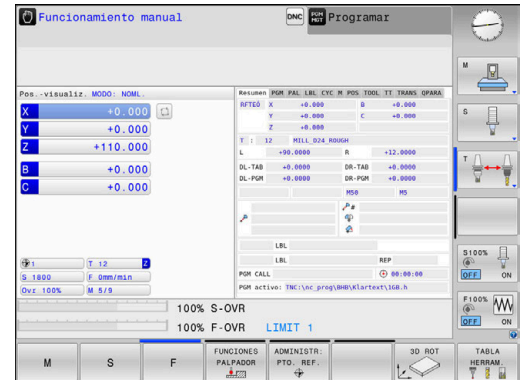 Funcionamiento manual
DNC
PGM MGT
Programar
Pos.-visualiz. MODO: NOML.
X +0.000
Y +0.000
Z +110.000
B +0.000
C +0.000
1 T 12 Z
S 1800 F 0mm/min
Ovr 100% M 5/9
Resumen PGM PAL LBL CYC M POS TOOL TT TRANS QPARA
RFTEÓ X +0.000 B +0.000
Y +0.000 C +0.000
Z +0.000
T : 12 MILL_D24_ROUGH
L +90.0000 R +12.0000
DL-TAB +0.0000 DR-TAB +0.0000
DL-PGM +0.0000 DR-PGM +0.0000
M50 M5
P#
LBL
LBL REP
PGM CALL 00:00:00
PGM activo: TNC:\nc_prog\BHB\Klartext\1GB.h
100% S-OVR
100% F-OVR LIMIT 1
M
S
T
S100%
OFF ON
F100%
OFF ON
M
S
F
FUNCIONES PALPADOR
ADMINISTR. PTO. REF.
3D ROT
TABLA HERRAM.